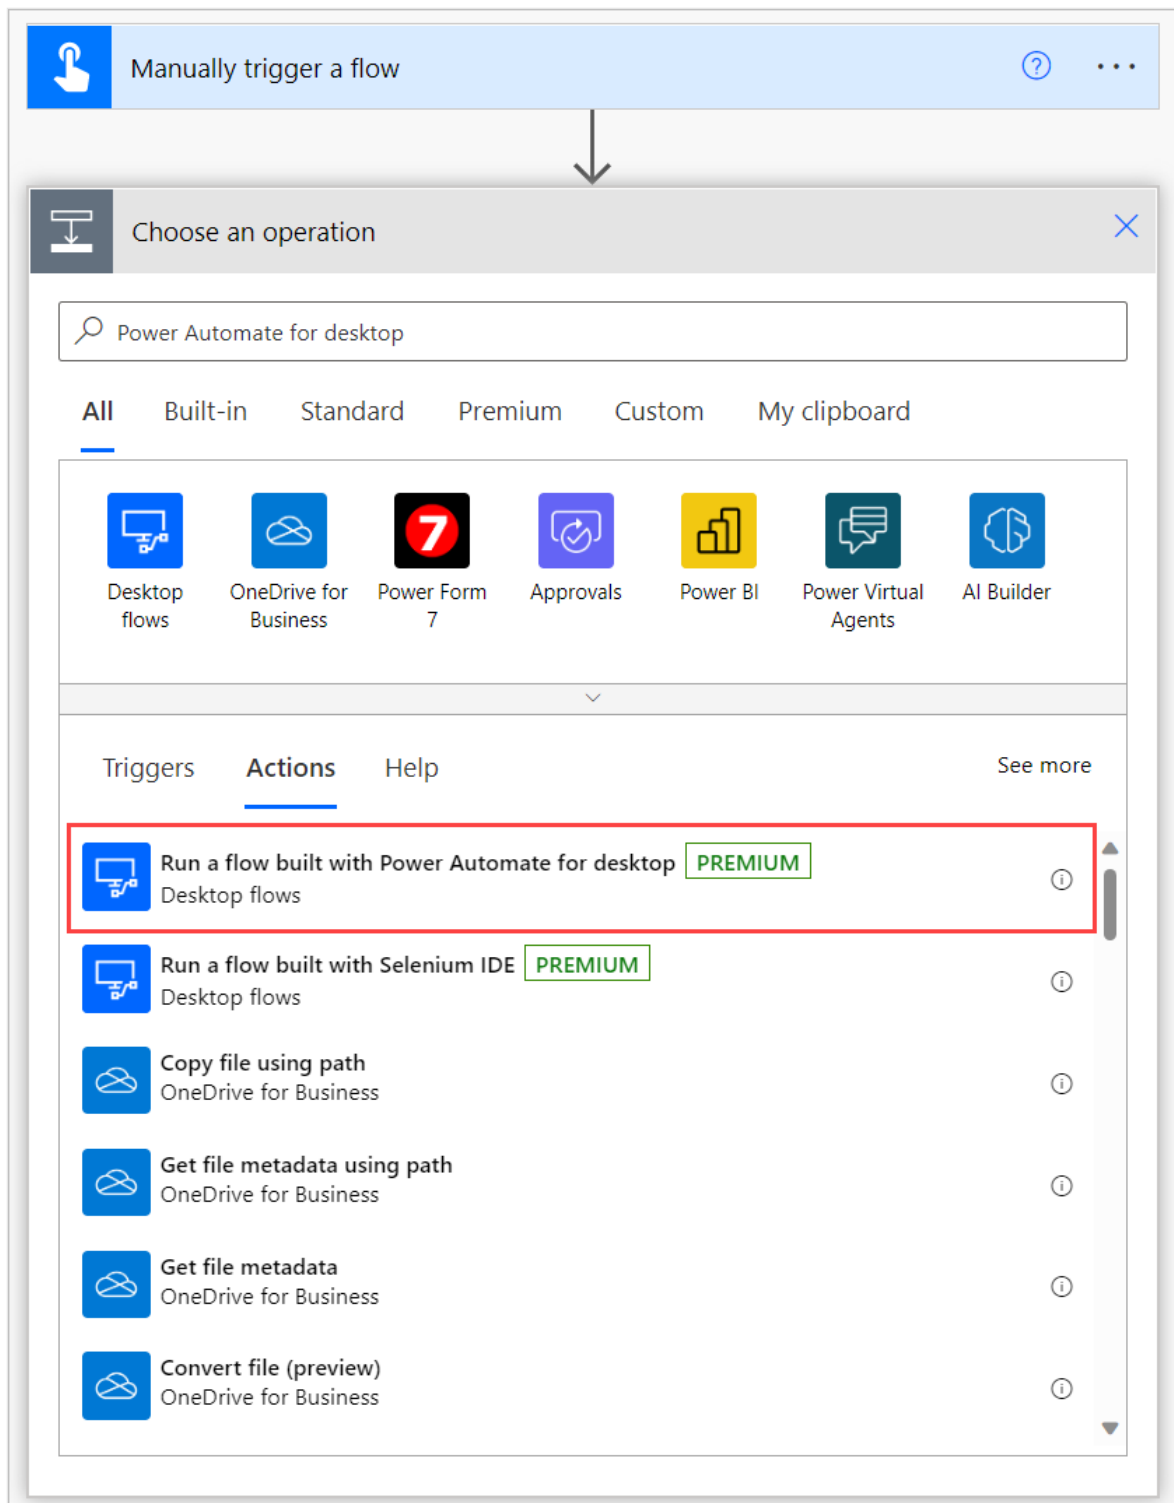 Manually trigger a flow
Choose an operation
Power Automate for desktop
All Built-in Standard Premium Custom My clipboard
Desktop flows
OneDrive for Business
Power Form 7
Approvals
Power BI
Power Virtual Agents
AI Builder
Triggers Actions Help See more
Run a flow built with Power Automate for desktop PREMIUM
Desktop flows
Run a flow built with Selenium IDE PREMIUM
Desktop flows
Copy file using path
OneDrive for Business
Get file metadata using path
OneDrive for Business
Get file metadata
OneDrive for Business
Convert file (preview)
OneDrive for Business